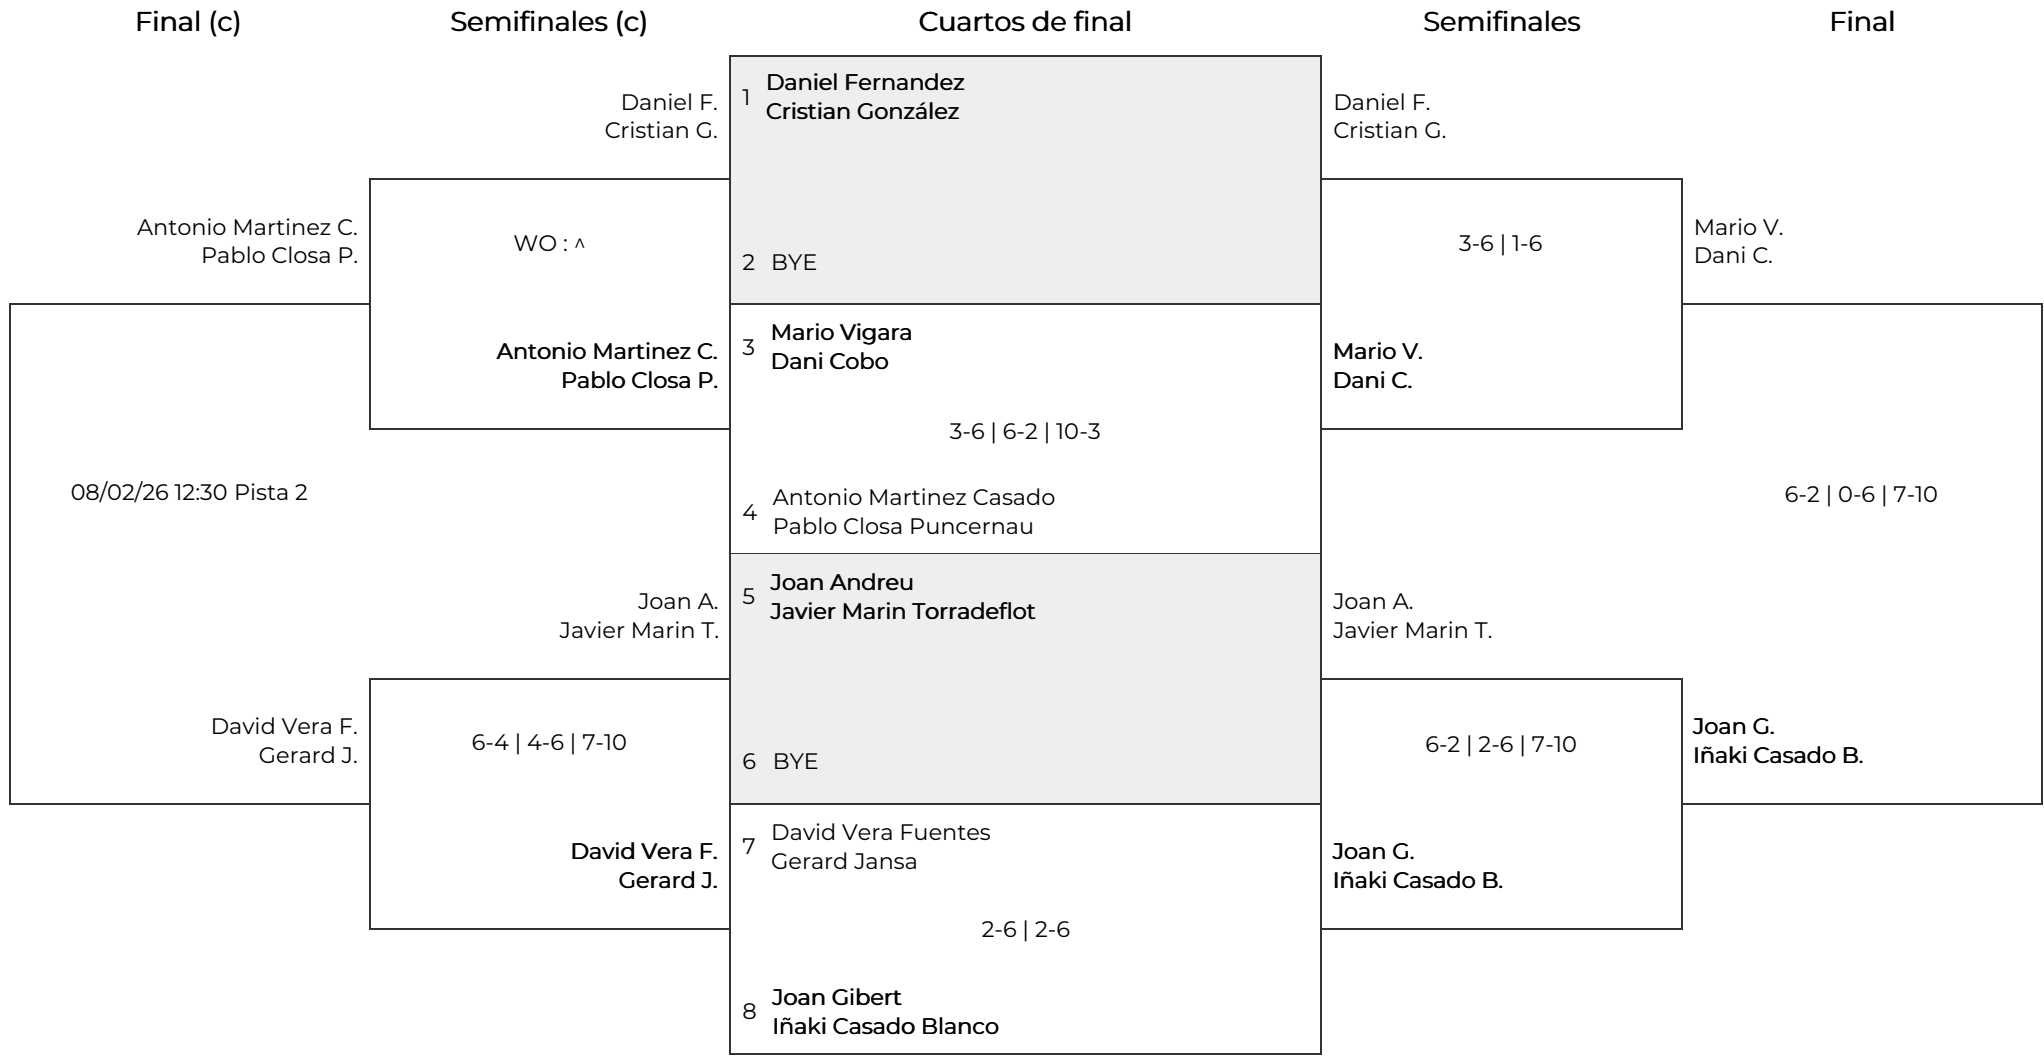 Final (c)
Semifinales (c)
Cuartos de final
Semifinales
Final
Antonio Martinez C.
Pablo Closa P.
08/02/26 12:30 Pista 2
David Vera F.
Gerard J.
Daniel F.
Cristian G.
WO : ^
Antonio Martinez C.
Pablo Closa P.
Joan A.
Javier Marin T.
6-4 | 4-6 | 7-10
David Vera F.
Gerard J.
1 Daniel Fernandez
Cristian González
2 BYE
3 Mario Vigara
Dani Cobo
3-6 | 6-2 | 10-3
4 Antonio Martinez Casado
Pablo Closa Puncernau
5 Joan Andreu
Javier Marin Torradeflot
6 BYE
7 David Vera Fuentes
Gerard Jansa
2-6 | 2-6
8 Joan Gibert
Iñaki Casado Blanco
Daniel F.
Cristian G.
3-6 | 1-6
Mario V.
Dani C.
Joan A.
Javier Marin T.
6-2 | 2-6 | 7-10
Joan G.
Iñaki Casado B.
Mario V.
Dani C.
6-2 | 0-6 | 7-10
Joan G.
Iñaki Casado B.